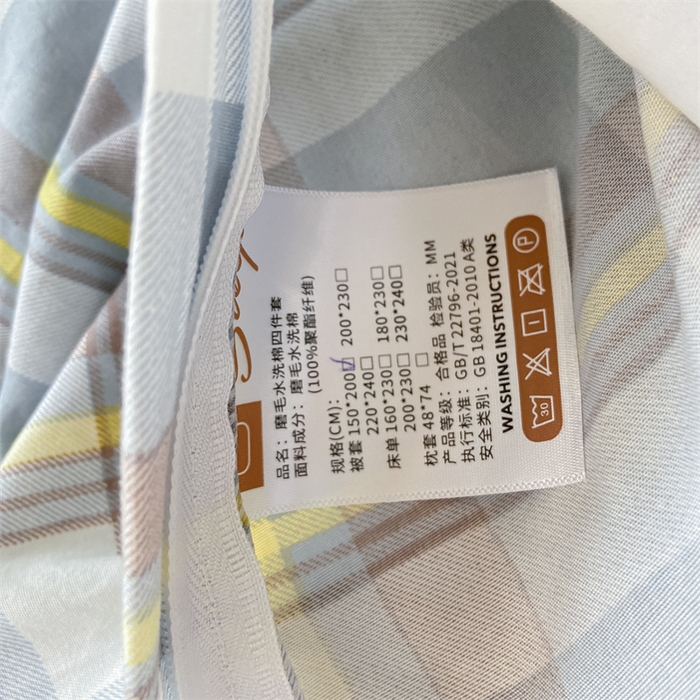 品名：磨毛水洗棉四件套
面料成分：磨毛水洗棉
(100%聚酯纤维)
规格(CM)：
被套 150*200☑ 200*230□
220*240□
床单 160*230□ 180*230□
200*230□ 230*240□
枕套 48*74 □
产品等级：合格品 检验员：MM
执行标准：GB/T 22796-2021
安全类别：GB 18401-2010 A类
WASHING INSTRUCTIONS
30
P